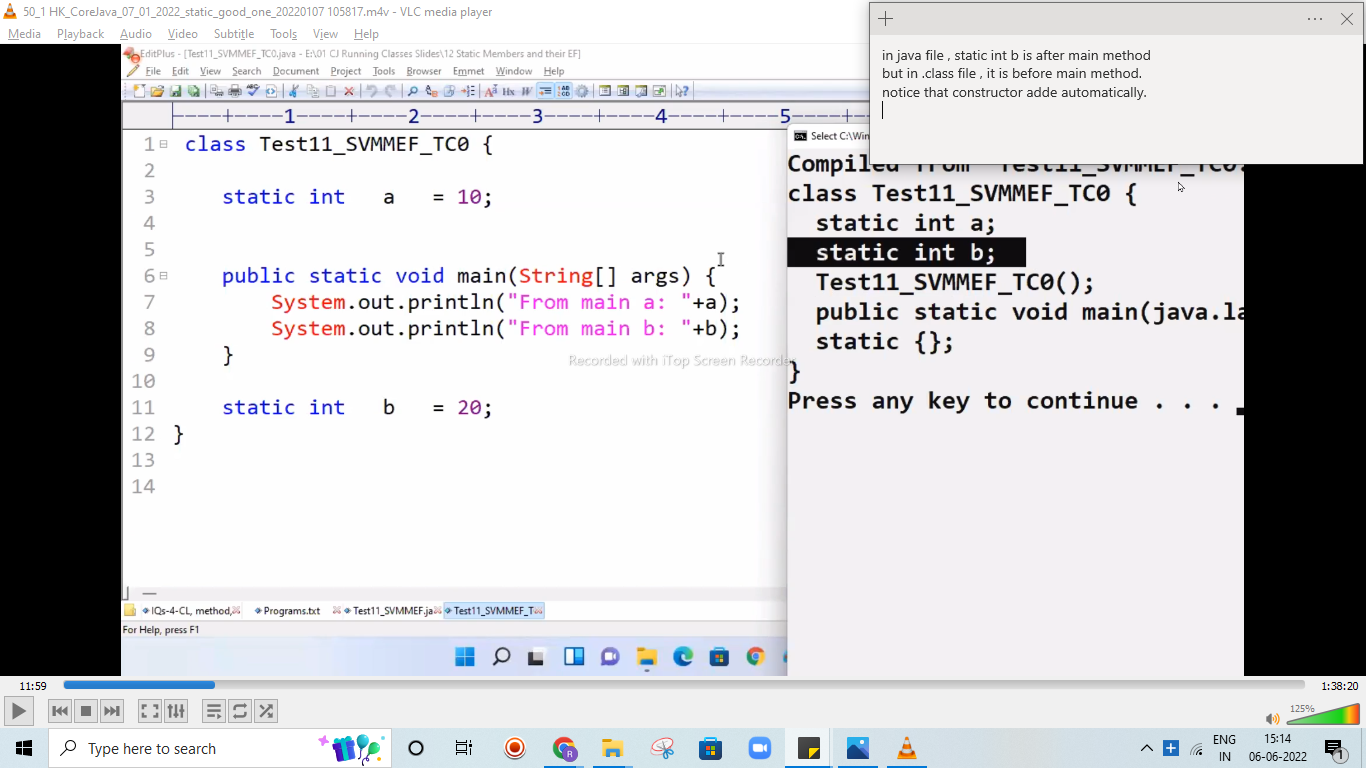 50_1 HK_CoreJava_07_01_2022_static_good_one_20220107 105817.m4v - VLC media player
Media Playback Audio Video Subtitle Tools View Help
in java file , static int b is after main method
but in .class file , it is before main method.
notice that constructor adde automatically.
EditPlus - [Test11_SVMMEF_TC0.java - E:\01 CJ Running Classes Slides\12 Static Members and their EF]
File Edit View Search Document Project Tools Browser Emmet Window Help
----+----1----+----2----+----3----+----4----+----5
1 class Test11_SVMMEF_TC0 {
2
3 static int a = 10;
4
5
6 public static void main(String[] args) {
7 System.out.println("From main a: "+a);
8 System.out.println("From main b: "+b);
9 }
10
11 static int b = 20;
12 }
13
14
Recorded with iTop Screen Recorder
Select C:\Win
Compiled from "Test11_SVMMEF_TC0.
class Test11_SVMMEF_TC0 {
static int a;
static int b;
Test11_SVMMEF_TC0();
public static void main(java.la
static {};
}
Press any key to continue . . .
IQs-4-CL, method, Programs.txt Test11_SVMMEF.ja Test11_SVMMEF_T
For Help, press F1
11:59 1:38:20
125%
Type here to search
ENG
IN
15:14
06-06-2022
1